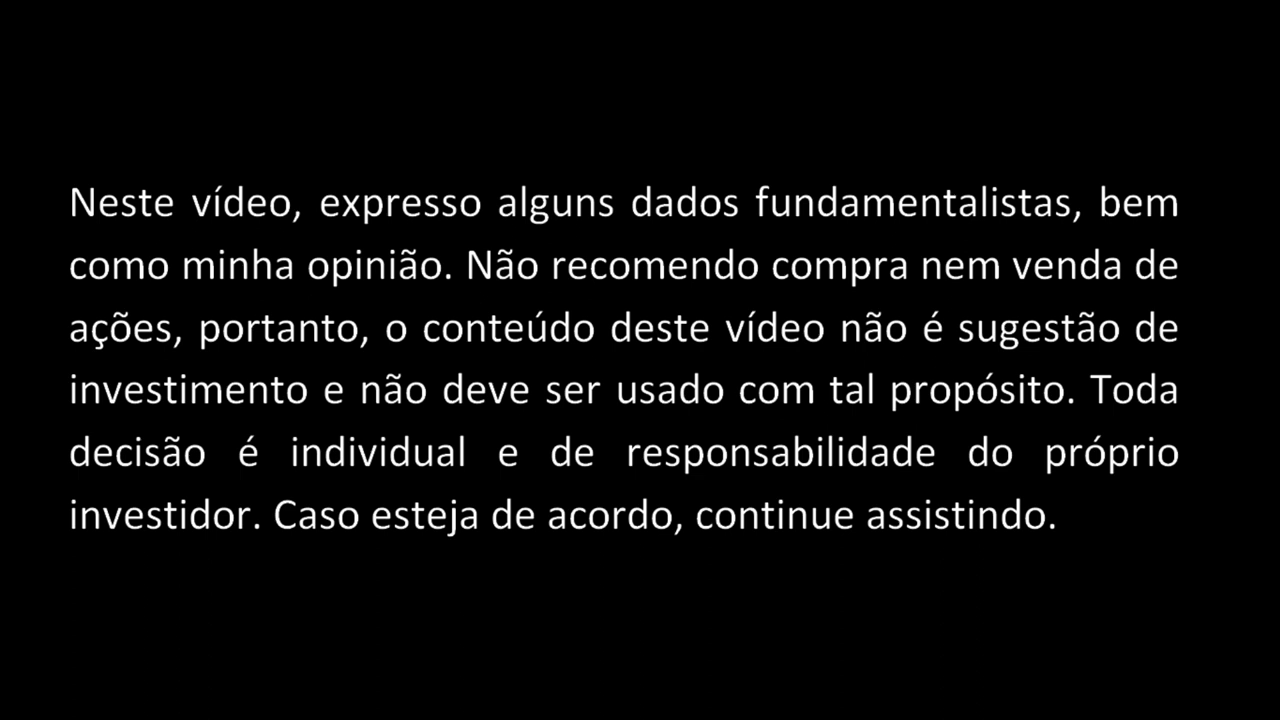 Neste vídeo, expresso alguns dados fundamentalistas, bem
como minha opinião. Não recomendo compra nem venda de
ações, portanto, o conteúdo deste vídeo não é sugestão de
investimento e não deve ser usado com tal propósito. Toda
decisão é individual e de responsabilidade do próprio
investidor. Caso esteja de acordo, continue assistindo.